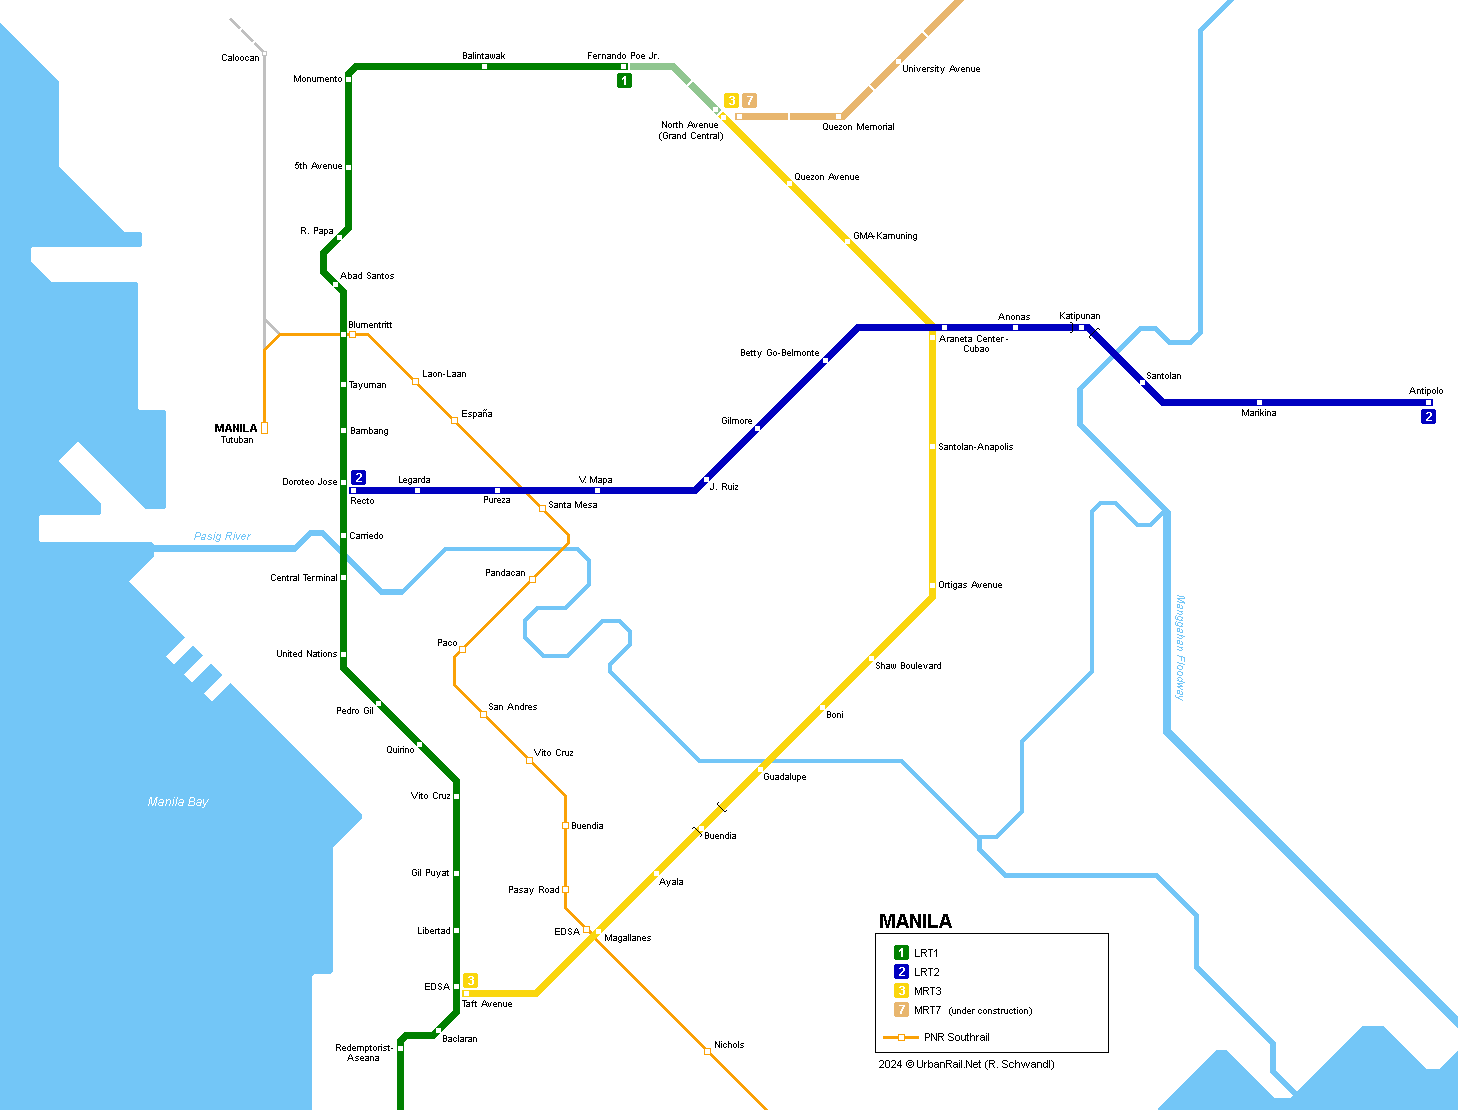 Caloocan
Balintawak
Fernando Poe Jr.
1
Monumento
University Avenue
3
7
North Avenue
(Grand Central)
Quezon Memorial
5th Avenue
Quezon Avenue
R. Papa
GMA-Kamuning
Abad Santos
Blumentritt
Anonas
Katipunan
Araneta Center-
Cubao
Betty Go-Belmonte
Laon-Laan
Tayuman
Santolan
Antipolo
2
Marikina
España
Gilmore
MANILA
Tutuban
Bambang
Santolan-Anapolis
Doroteo Jose
2
Recto
Legarda
Pureza
V. Mapa
J. Ruiz
Santa Mesa
Pasig River
Carriedo
Central Terminal
Pandacan
Ortigas Avenue
Manggahan Floodway
Paco
United Nations
Shaw Boulevard
Pedro Gil
San Andres
Boni
Quirino
Vito Cruz
Guadalupe
Manila Bay
Vito Cruz
Buendia
Buendia
Gil Puyat
Pasay Road
Ayala
Libertad
EDSA
Magallanes
EDSA
3
Taft Avenue
Baclaran
Redemptorist-
Aseana
Nichols
MANILA
1 LRT1
2 LRT2
3 MRT3
7 MRT7 (under construction)
PNR Southrail
2024 © UrbanRail.Net (R. Schwandl)